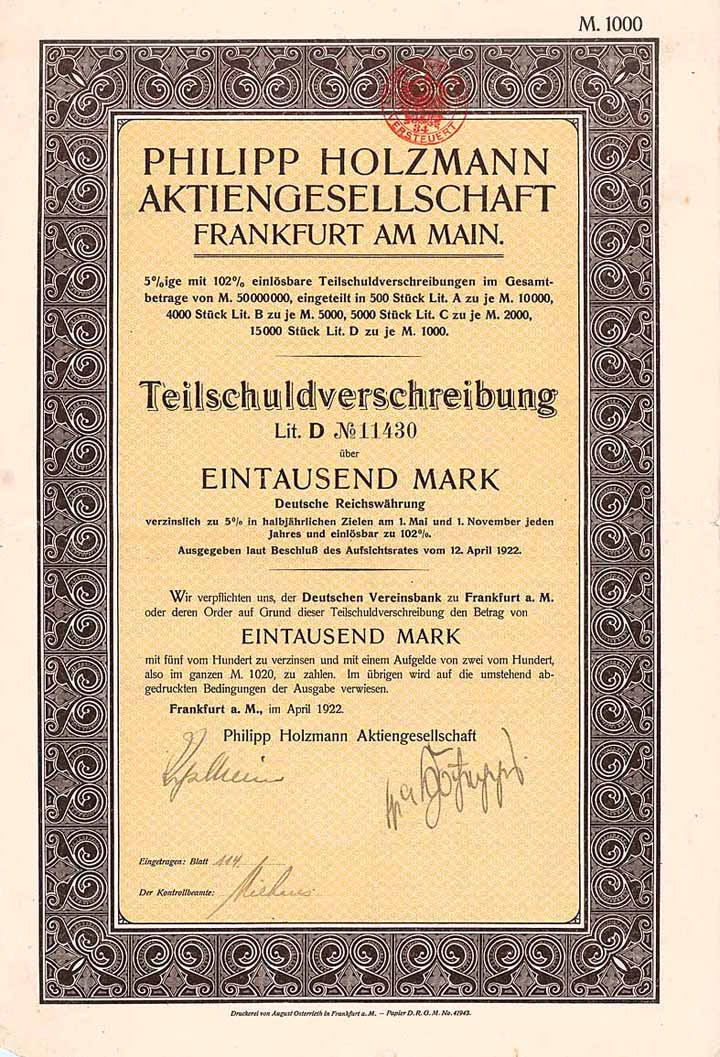 M. 1000
34
VERSTEUERT
PHILIPP HOLZMANN
AKTIENGESELLSCHAFT
FRANKFURT AM MAIN.
5%ige mit 102% einlösbare Teilschuldverschreibungen im Gesamt-
betrage von M. 50000000, eingeteilt in 500 Stück Lit. A zu je M. 10000,
4000 Stück Lit. B zu je M. 5000, 5000 Stück Lit. C zu je M. 2000,
15000 Stück Lit. D zu je M. 1000.
Teilschuldverschreibung
Lit. D № 11430
über
EINTAUSEND MARK
Deutsche Reichswährung
verzinslich zu 5% in halbjährlichen Zielen am 1. Mai und 1. November jeden
Jahres und einlösbar zu 102%.
Ausgegeben laut Beschluß des Aufsichtsrates vom 12. April 1922.
Wir verpflichten uns, der Deutschen Vereinsbank zu Frankfurt a. M.
oder deren Order auf Grund dieser Teilschuldverschreibung den Betrag von
EINTAUSEND MARK
mit fünf vom Hundert zu verzinsen und mit einem Aufgelde von zwei vom Hundert,
also im ganzen M. 1020, zu zahlen. Im übrigen wird auf die umstehend ab-
gedruckten Bedingungen der Ausgabe verwiesen.
Frankfurt a. M., im April 1922.
Philipp Holzmann Aktiengesellschaft
Eingetragen: Blatt 114
Der Kontrollbeamte:
Druckerei von August Osterrieth in Frankfurt a. M. — Papier D. R. G. M. No. 41943.